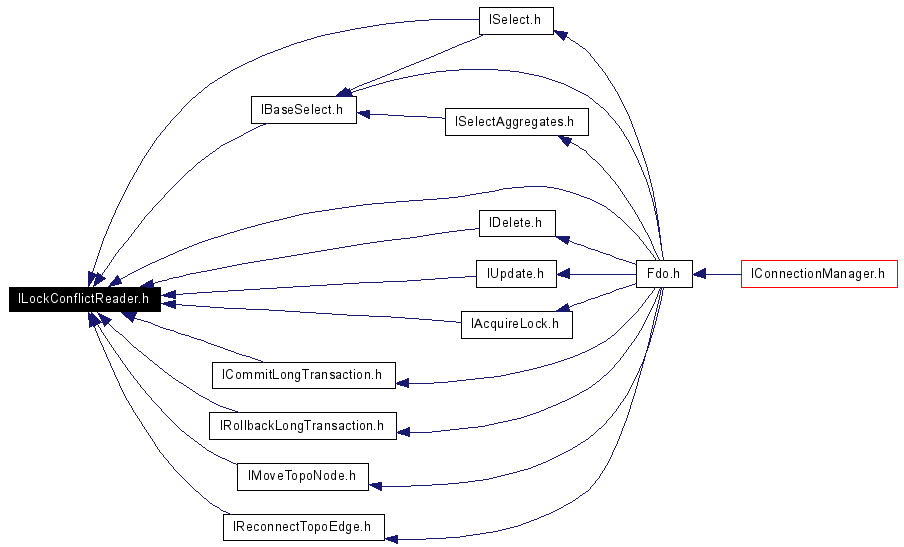 ISelect.h
IBaseSelect.h
ISelectAggregates.h
IDelete.h
IUpdate.h
Fdo.h
IConnectionManager.h
ILockConflictReader.h
IAcquireLock.h
ICommitLongTransaction.h
IRollbackLongTransaction.h
IMoveTopoNode.h
IReconnectTopoEdge.h